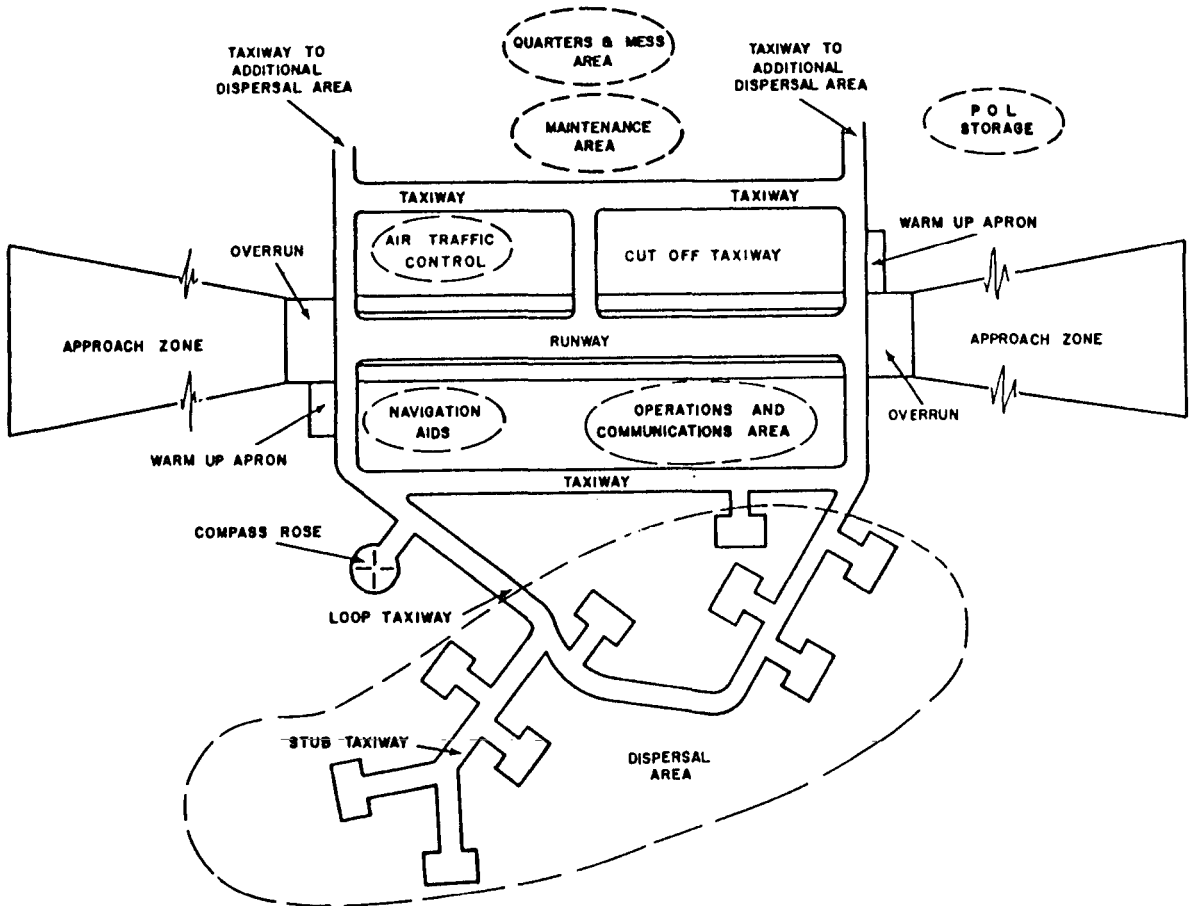 QUARTERS & MESS
AREA
TAXIWAY TO
ADDITIONAL
DISPERSAL AREA
TAXIWAY TO
ADDITIONAL
DISPERSAL AREA
MAINTENANCE
AREA
P O L
STORAGE
TAXIWAY
TAXIWAY
WARM UP APRON
OVERRUN
AIR TRAFFIC
CONTROL
CUT OFF TAXIWAY
APPROACH ZONE
RUNWAY
APPROACH ZONE
NAVIGATION
AIDS
OPERATIONS AND
COMMUNICATIONS AREA
OVERRUN
WARM UP APRON
TAXIWAY
COMPASS ROSE
LOOP TAXIWAY
STUB TAXIWAY
DISPERSAL
AREA